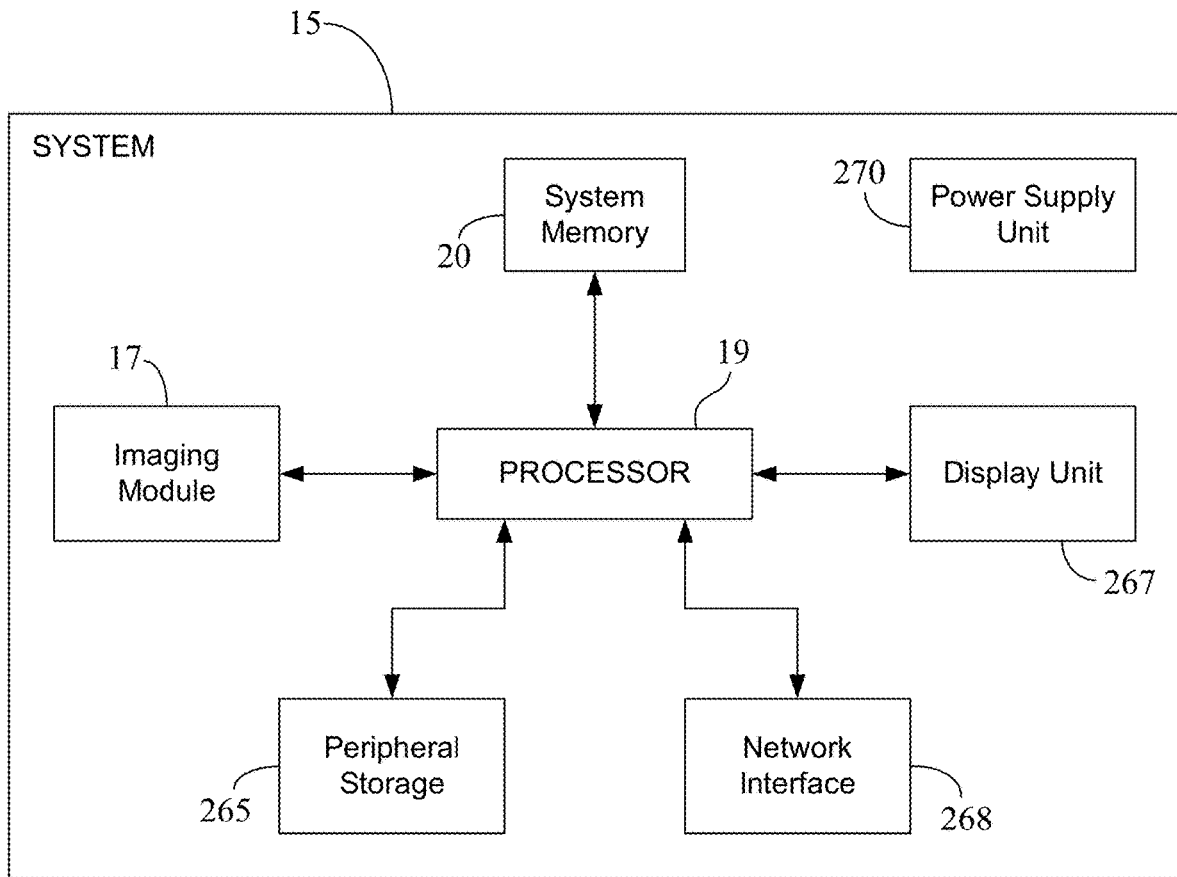 15
SYSTEM
System
Memory
20
270
Power Supply
Unit
17
19
Imaging
Module
PROCESSOR
Display Unit
267
Peripheral
Storage
265
Network
Interface
268